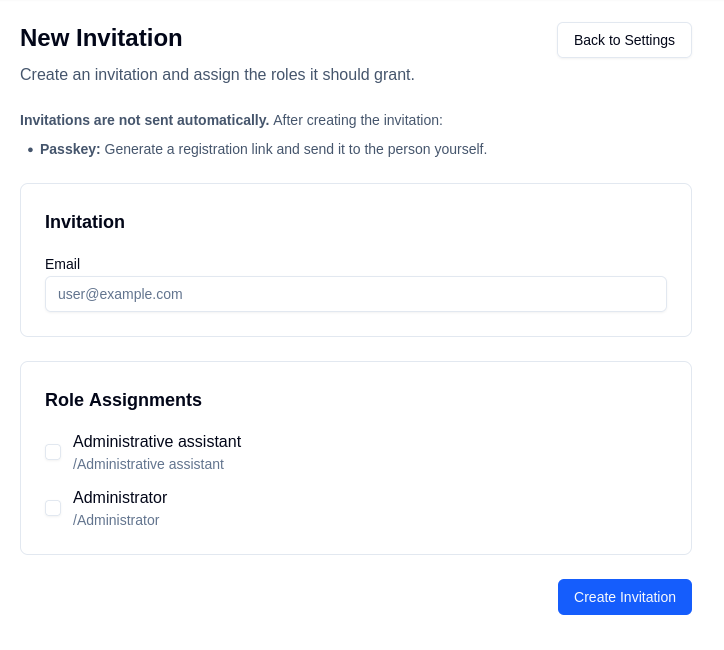 New Invitation
Back to Settings
Create an invitation and assign the roles it should grant.
Invitations are not sent automatically. After creating the invitation:
• Passkey: Generate a registration link and send it to the person yourself.
Invitation
Email
user@example.com
Role Assignments
Administrative assistant
/Administrative assistant
Administrator
/Administrator
Create Invitation